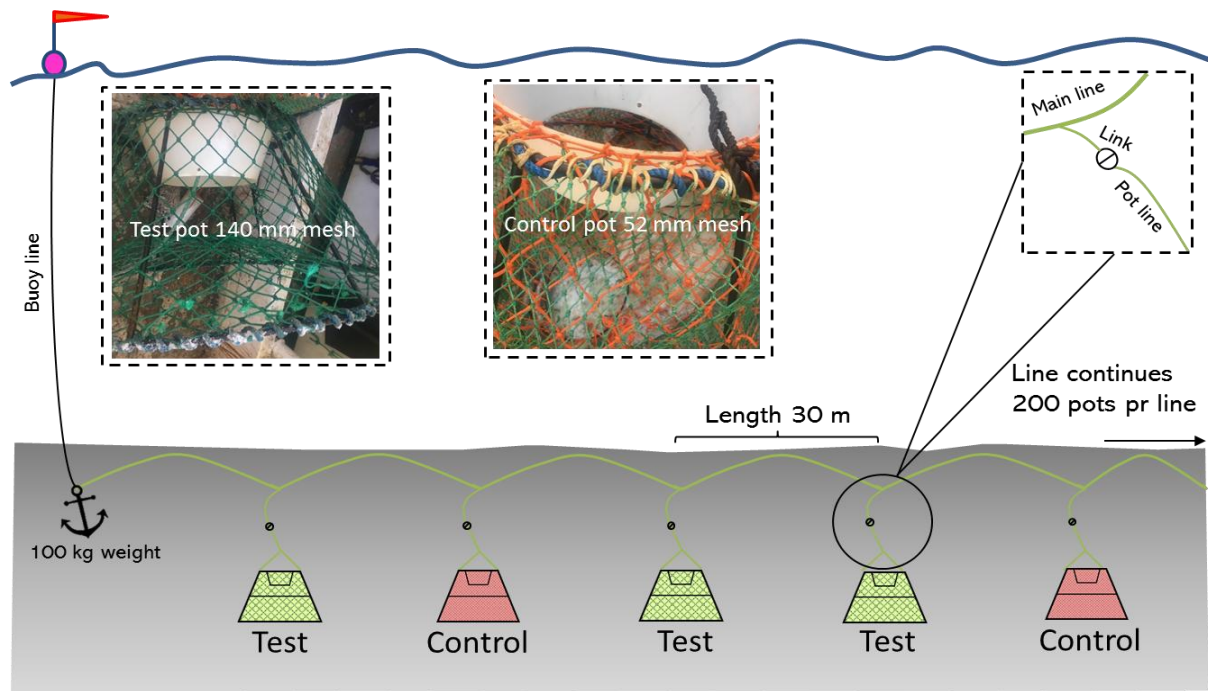 Main line
Link
Pot line
Test pot 140 mm mesh
Control pot 52 mm mesh
Buoy line
Line continues
200 pots pr line
Length 30 m
100 kg weight
Test
Control
Test
Test
Control